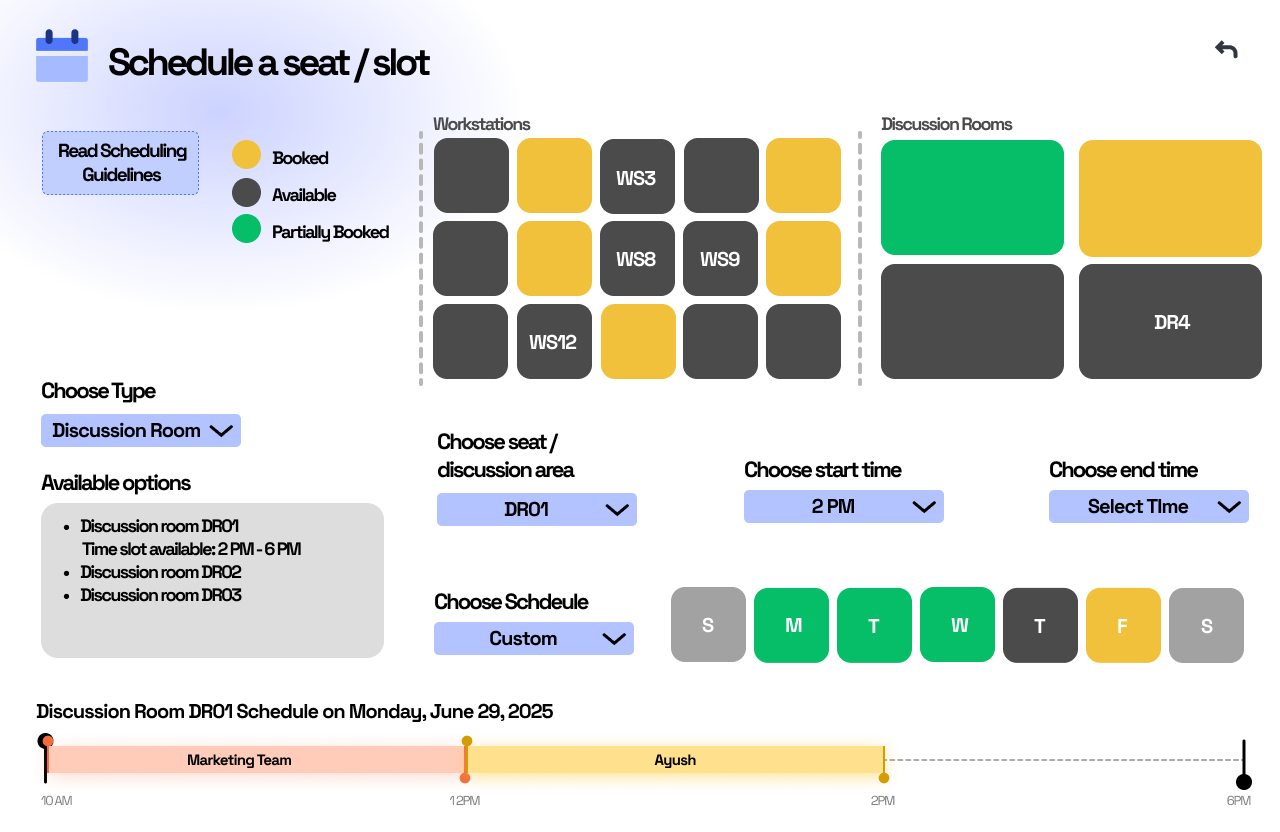 Schedule a seat / slot
Read Scheduling
Guidelines
Booked
Available
Partially Booked
Workstations
WS3
WS8
WS9
WS12
Discussion Rooms
DR4
Choose Type
Discussion Room
Available options
Discussion room DR01
Time slot available: 2 PM - 6 PM
Discussion room DR02
Discussion room DR03
Choose seat /
discussion area
DR01
Choose start time
2 PM
Choose end time
Select TIme
Choose Schdeule
Custom
S M T W T F S
Discussion Room DR01 Schedule on Monday, June 29, 2025
Marketing Team
Ayush
10 AM
12PM
2PM
6PM